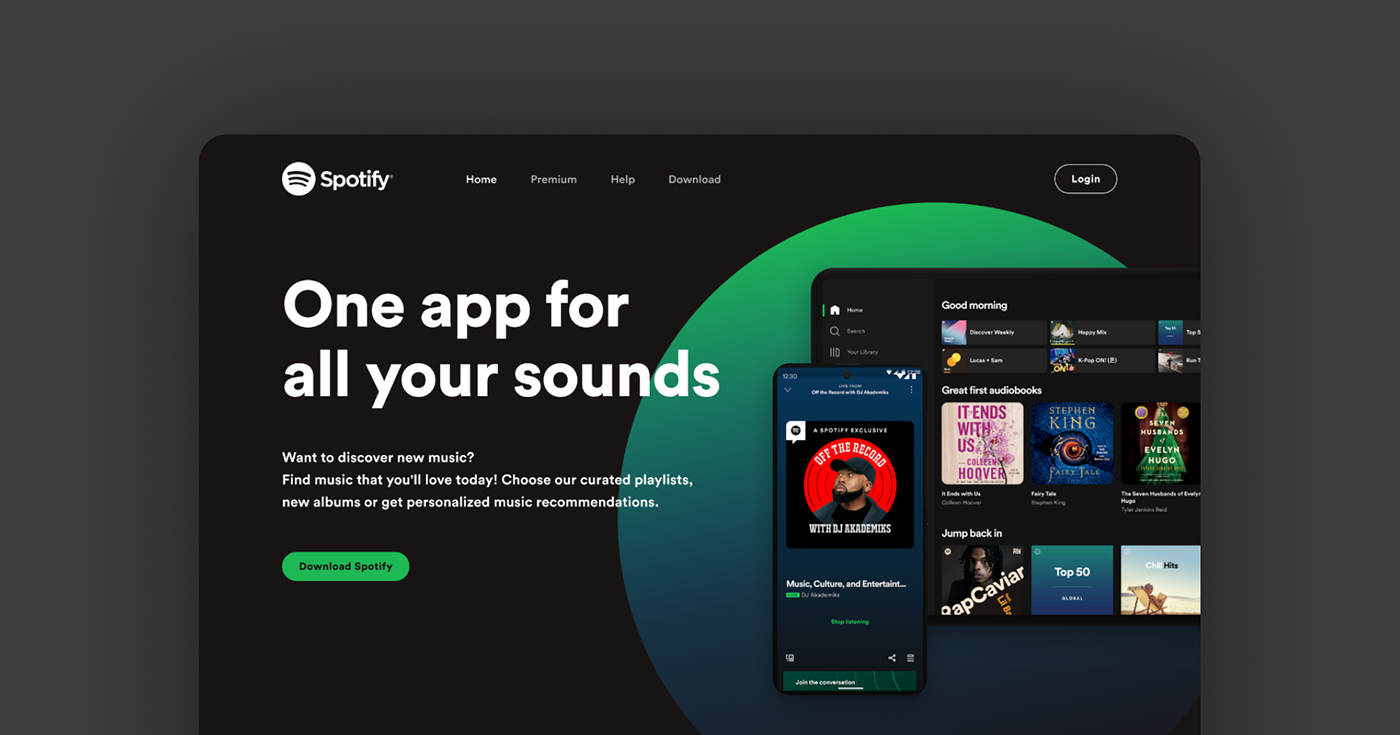 Spotify®
Home
Premium
Help
Download
Login
One app for
all your sounds
Want to discover new music?
Find music that you'll love today! Choose our curated playlists,
new albums or get personalized music recommendations.
Download Spotify
Home
Search
Your Library
Good morning
Discover Weekly
Happy Mix
Top 50
Lucas + Sam
K-Pop ON! (온)
ON!
Run T
Great first audiobooks
IT ENDS
WITH
US
COLLEEN
HOOVER
STEPHEN
KING
FAIRY TALE
SEVEN
HUSBANDS
OF
EVELYN
HUGO
TAYLOR JENKINS REID
It Ends with Us
Colleen Hoover
Fairy Tale
Stephen King
The Seven Husbands of Evelyn
Hugo
Tyler Jenkins Reid
Jump back in
RapCaviar
Top 50
GLOBAL
Chill Hits
12:30
LIVE FROM
Off the Record with DJ Akademiks
A SPOTIFY EXCLUSIVE
OFF THE RECORD
WITH DJ AKADEMIKS
Music, Culture, and Entertaint...
DJ Akademiks
Stop listening
Join the conversation